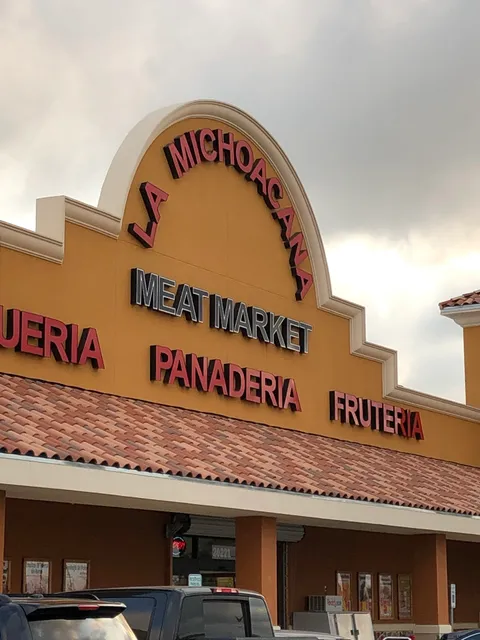 LA MICHOACANA
MEAT MARKET
UERIA PANADERIA FRUTERIA